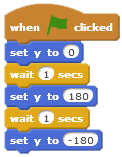 when clicked
set y to 0
wait 1 secs
set y to 180
wait 1 secs
set y to -180